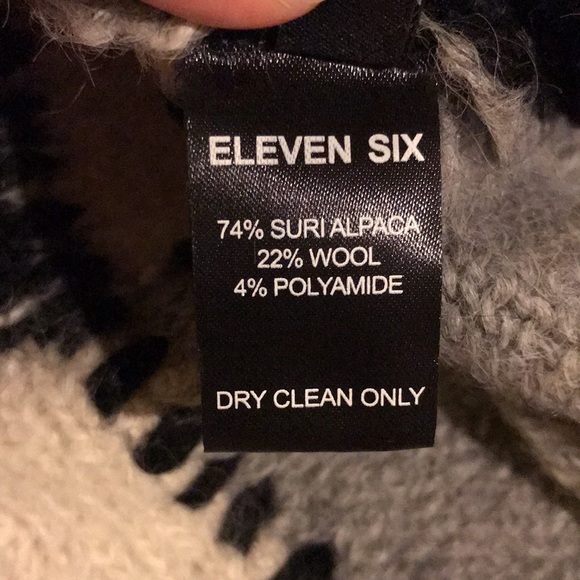 ELEVEN SIX
74% SURI ALPACA
22% WOOL
4% POLYAMIDE
DRY CLEAN ONLY